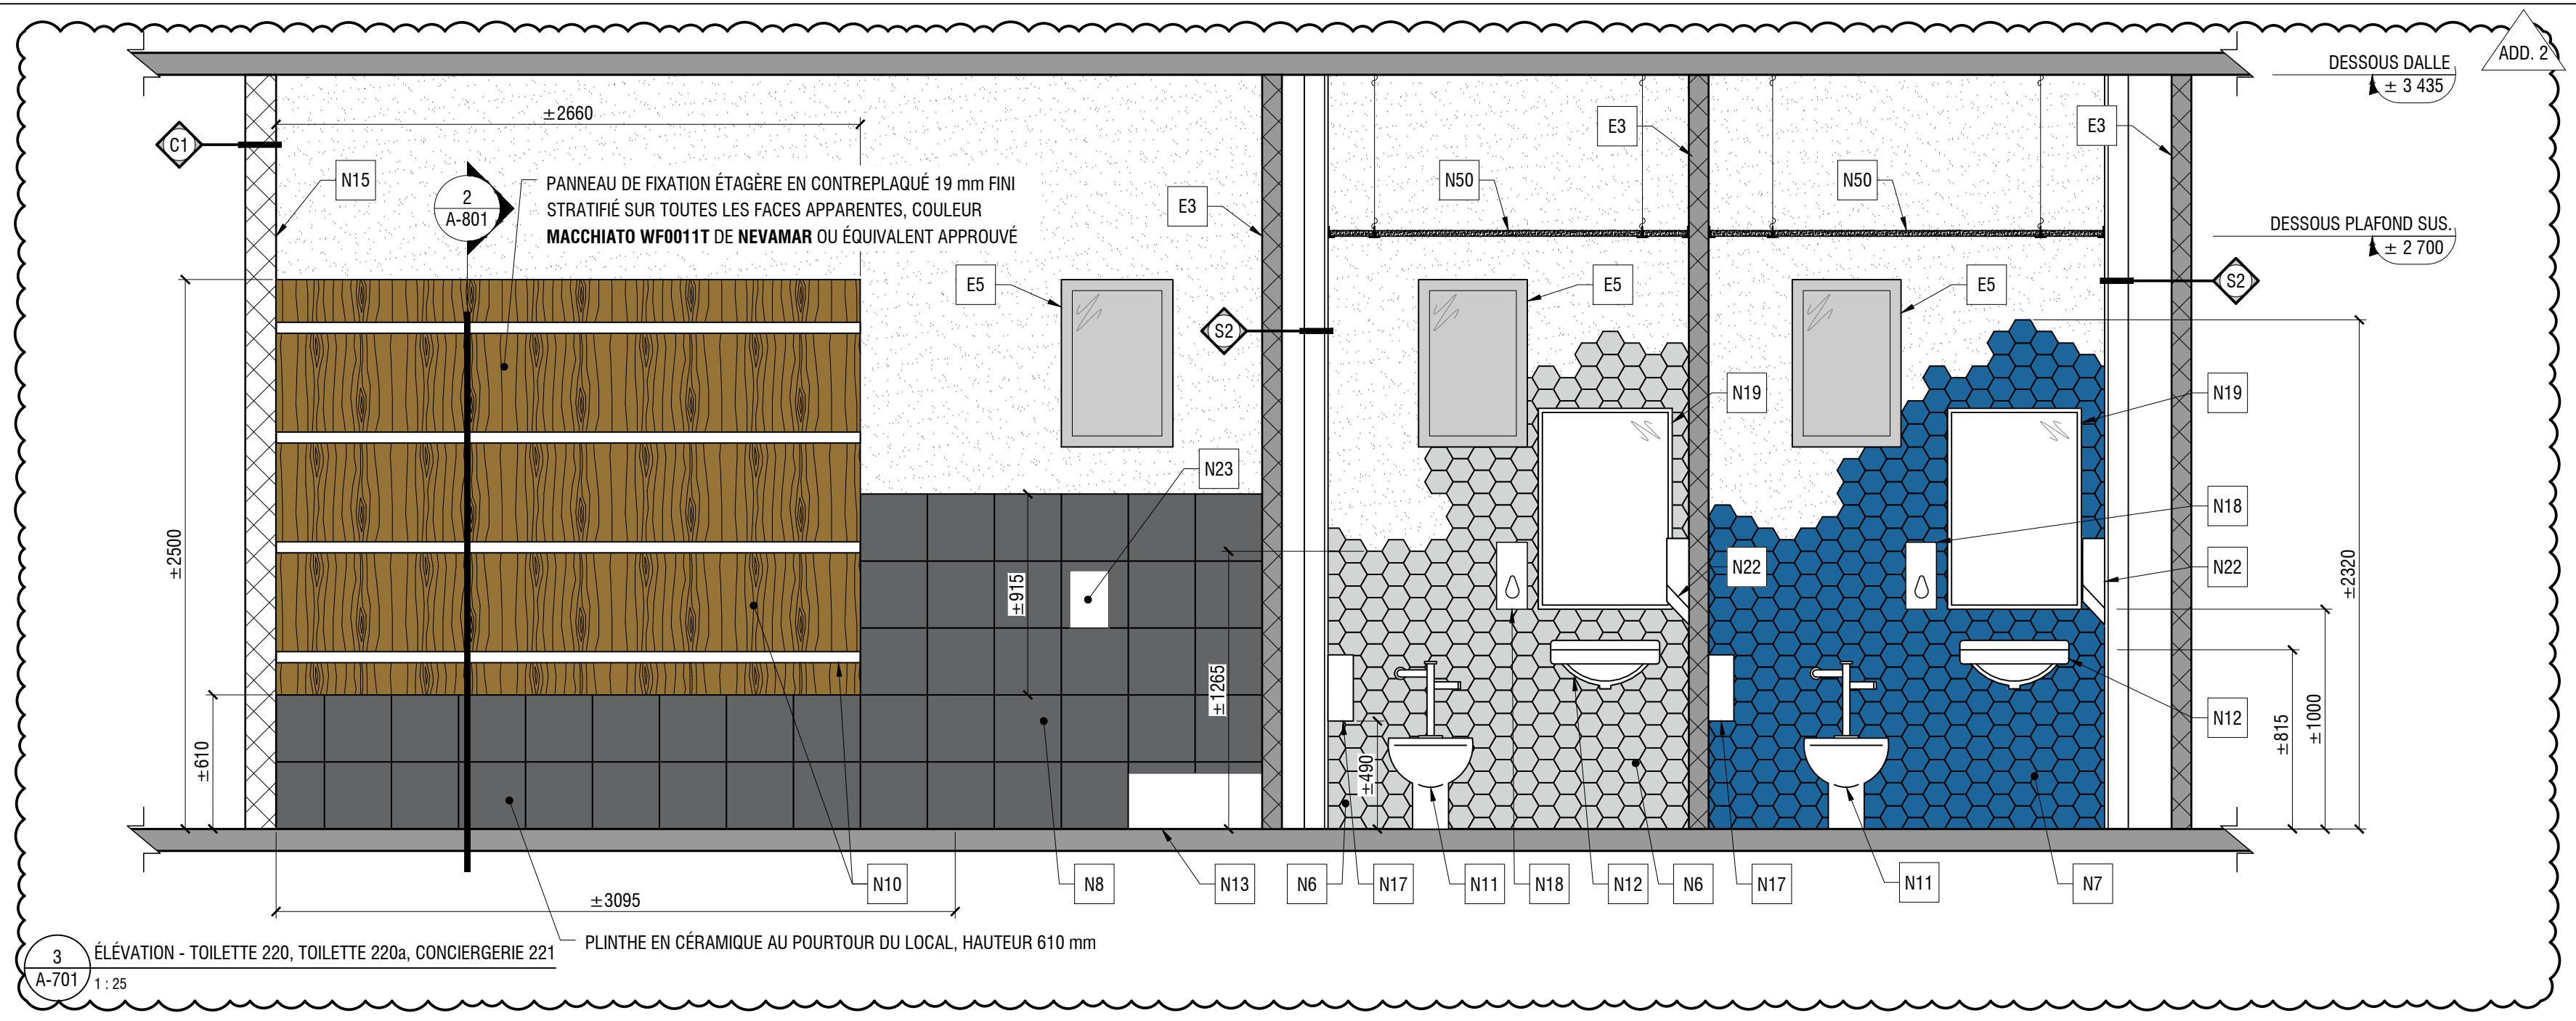 ADD. 2
DESSOUS DALLE
± 3 435
±2660
C1
N15
2
A-801
PANNEAU DE FIXATION ÉTAGÈRE EN CONTREPLAQUÉ 19 mm FINI
STRATIFIÉ SUR TOUTES LES FACES APPARENTES, COULEUR
MACCHIATO WF0011T DE NEVAMAR OU ÉQUIVALENT APPROUVÉ
E3
E3
E3
N50
N50
DESSOUS PLAFOND SUS.
± 2 700
E5
E5
E5
S2
S2
N19
N19
N23
N18
N22
N22
±2500
±915
±2320
±1265
±610
±490
N12
±815
±1000
N10
N8
N13
N6
N17
N11
N18
N12
N6
N17
N11
N7
±3095
PLINTHE EN CÉRAMIQUE AU POURTOUR DU LOCAL, HAUTEUR 610 mm
3
A-701
ÉLÉVATION - TOILETTE 220, TOILETTE 220a, CONCIERGERIE 221
1 : 25